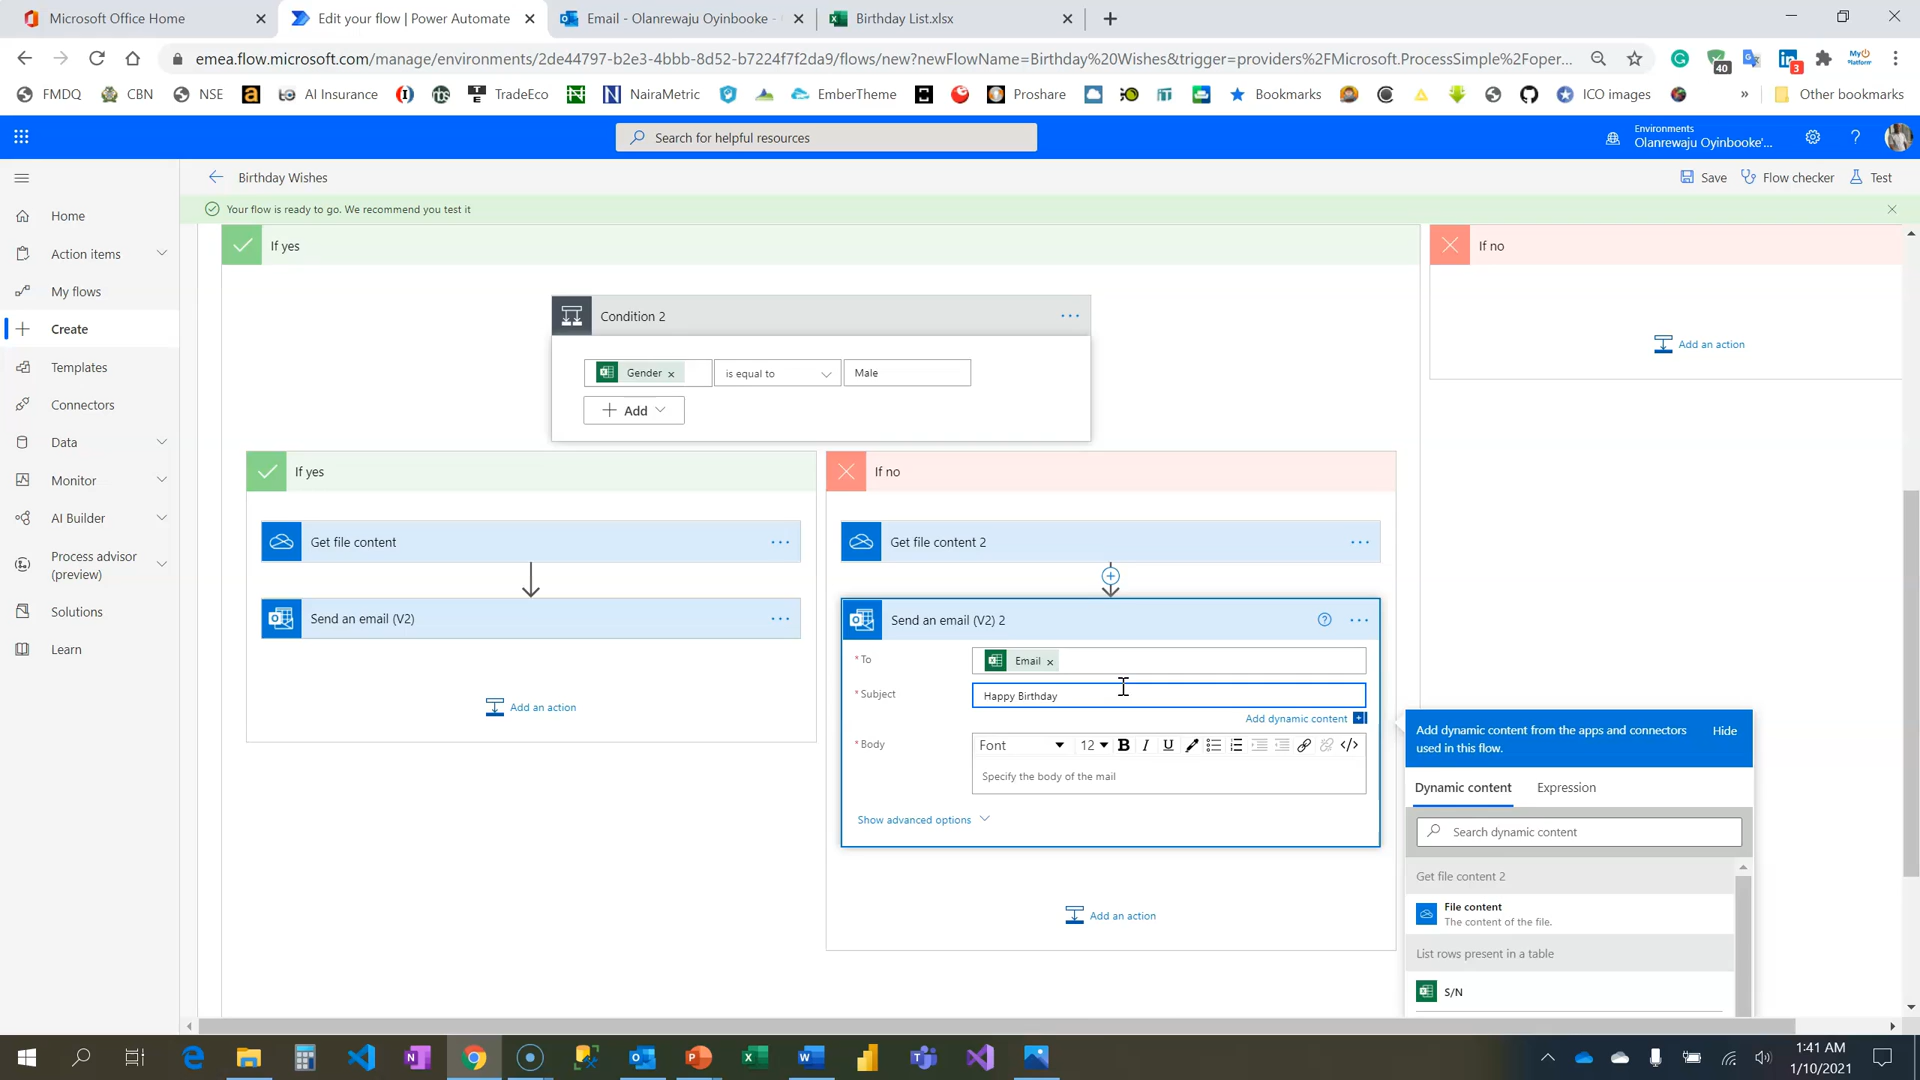 Microsoft Office Home
Edit your flow | Power Automate
Email - Olanrewaju Oyinbooke -
Birthday List.xlsx
emea.flow.microsoft.com/manage/environments/2de44797-b2e3-4bbb-8d52-b7224f7f2da9/flows/new?newFlowName=Birthday%20Wishes&trigger=providers%2FMicrosoft.ProcessSimple%2Foper...
40
3
FMDQ
CBN
NSE
AI Insurance
TradeEco
NairaMetric
EmberTheme
Proshare
Bookmarks
ICO images
»
Other bookmarks
Search for helpful resources
Environments
Olanrewaju Oyinbooke'...
Birthday Wishes
Save
Flow checker
Test
Your flow is ready to go. We recommend you test it
Home
Action items
My flows
Create
Templates
Connectors
Data
Monitor
AI Builder
Process advisor
(preview)
Solutions
Learn
If yes
If no
Add an action
Condition 2
Gender
is equal to
Male
Add
If yes
If no
Get file content
Send an email (V2)
Add an action
Get file content 2
Send an email (V2) 2
* To
Email
* Subject
Happy Birthday
Add dynamic content
* Body
Font
12
B I U
Specify the body of the mail
Show advanced options
Add an action
Add dynamic content from the apps and connectors
used in this flow.
Hide
Dynamic content
Expression
Search dynamic content
Get file content 2
File content
The content of the file.
List rows present in a table
S/N
1:41 AM
1/10/2021